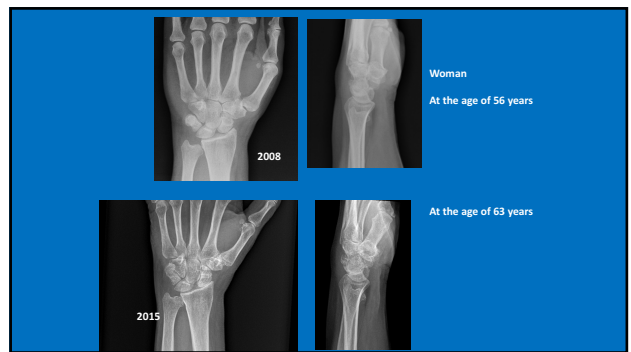 Woman
At the age of 56 years
2008
At the age of 63 years
2015